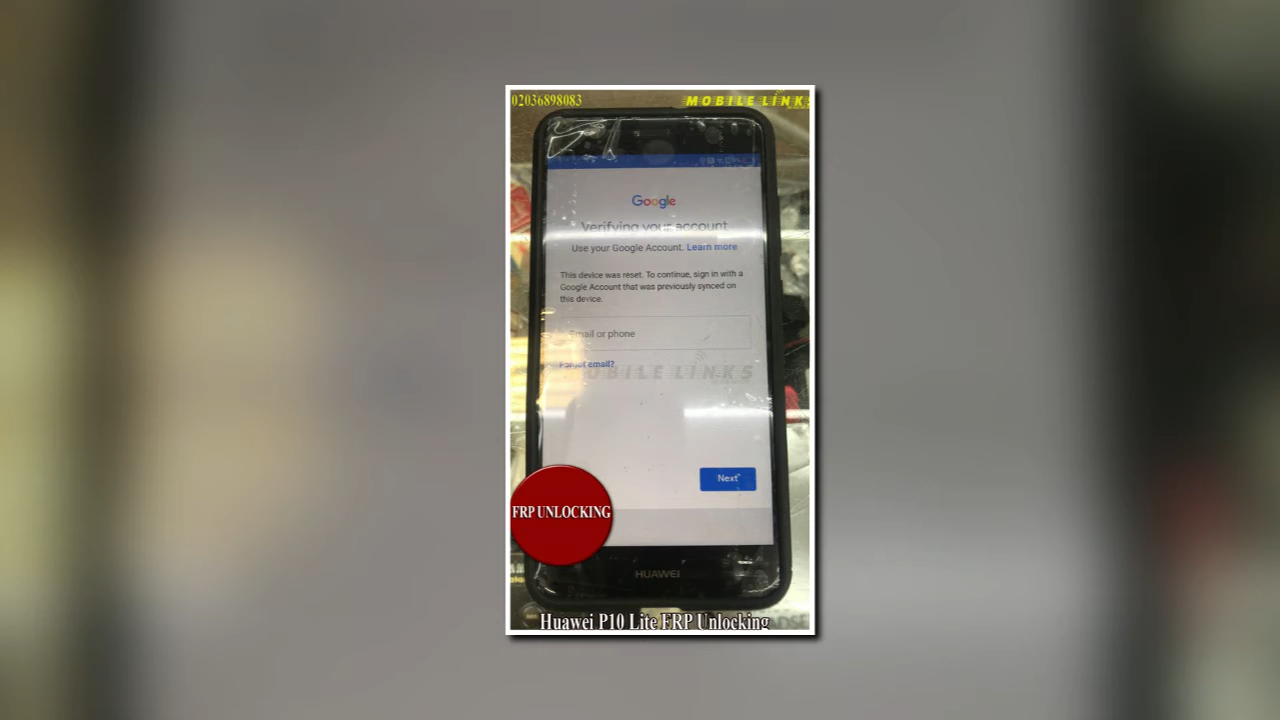 02036898083
MOBILE LINKS
Google
Verifying your account
Use your Google Account. Learn more
This device was reset. To continue, sign in with a
Google Account that was previously synced on
this device.
Email or phone
Forgot email?
MOBILE LINKS
Next
FRP UNLOCKING
HUAWEI
Huawei P10 Lite FRP Unlocking